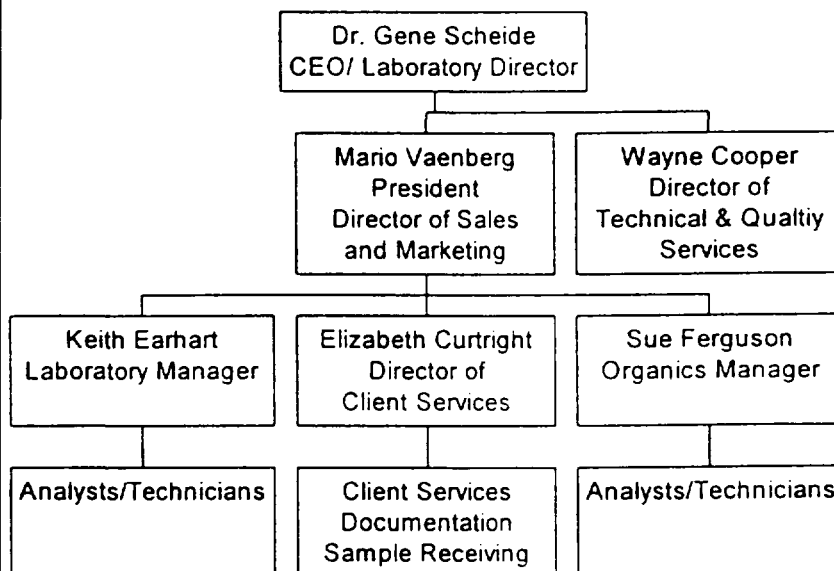 Dr. Gene Scheide
CEO/ Laboratory Director
Mario Vaenberg
President
Director of Sales
and Marketing
Wayne Cooper
Director of
Technical & Qualtiy
Services
Keith Earhart
Laboratory Manager
Elizabeth Curtright
Director of
Client Services
Sue Ferguson
Organics Manager
Analysts/Technicians
Client Services
Documentation
Sample Receiving
Analysts/Technicians